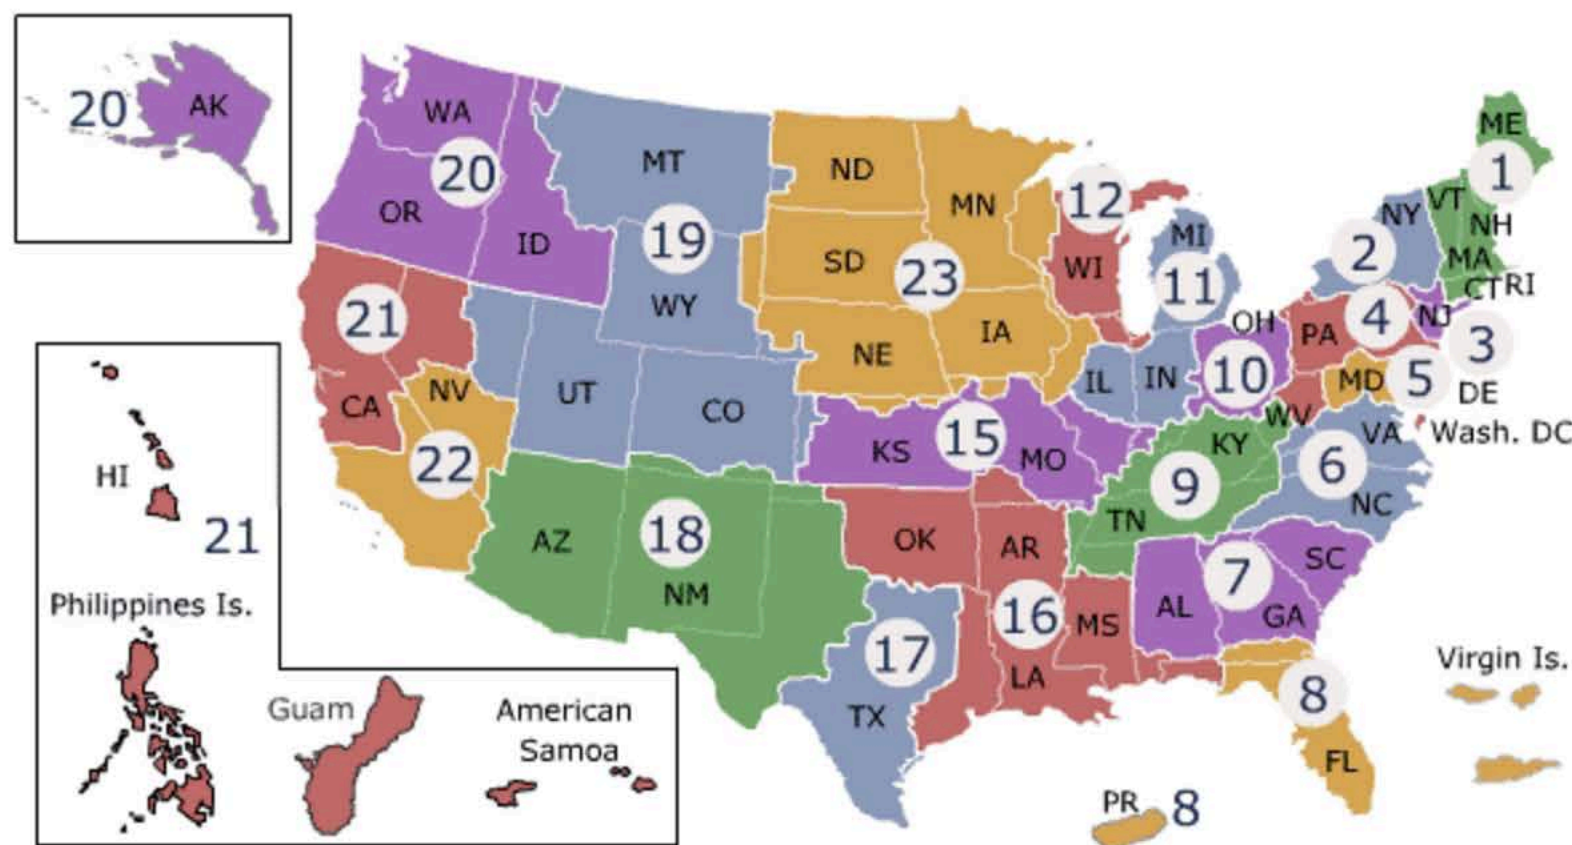 20
AK
WA
20
OR
ID
MT
19
WY
ND
MN
SD
23
NE
IA
12
WI
MI
11
ME
1
VT
NY
NH
2
MA
CT
RI
21
CA
NV
22
UT
CO
KS
15
MO
IL
IN
OH
10
PA
4
NJ
3
MD
5
DE
WV
VA
Wash. DC
6
NC
KY
9
TN
AZ
18
NM
OK
AR
16
MS
LA
17
TX
AL
7
GA
SC
8
FL
PR
8
Virgin Is.
HI
21
Philippines Is.
Guam
American
Samoa